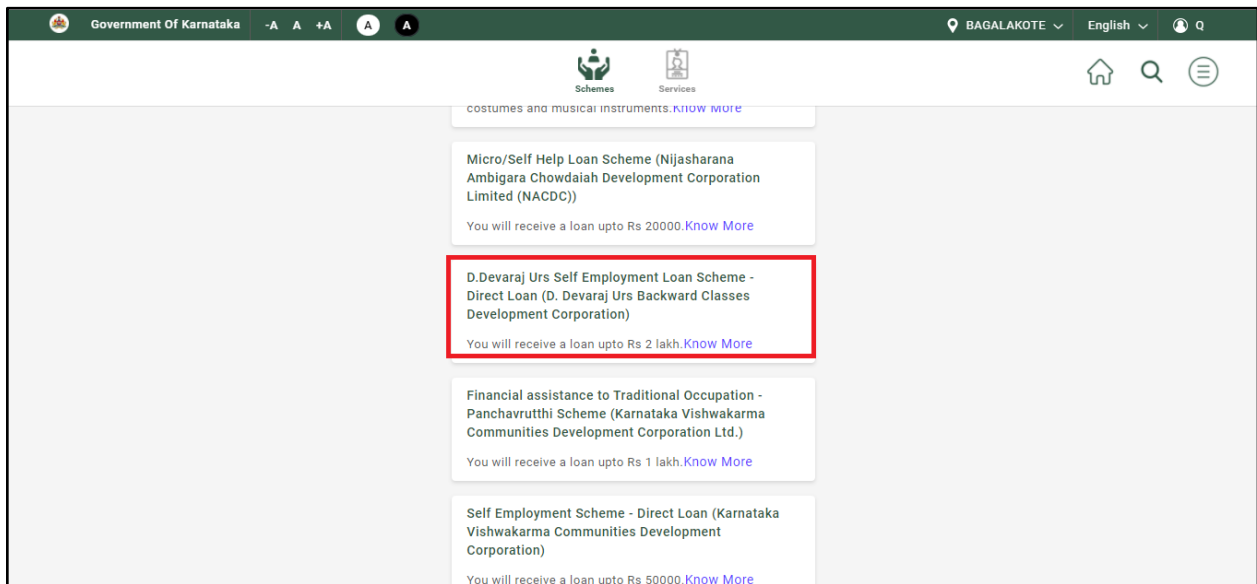 Government Of Karnataka -A A +A A A BAGALAKOTE English Q
Schemes Services
costumes and musical instruments.Know More
Micro/Self Help Loan Scheme (Nijasharana
Ambigara Chowdaiah Development Corporation
Limited (NACDC))
You will receive a loan upto Rs 20000.Know More
D.Devaraj Urs Self Employment Loan Scheme -
Direct Loan (D. Devaraj Urs Backward Classes
Development Corporation)
You will receive a loan upto Rs 2 lakh.Know More
Financial assistance to Traditional Occupation -
Panchavrutthi Scheme (Karnataka Vishwakarma
Communities Development Corporation Ltd.)
You will receive a loan upto Rs 1 lakh.Know More
Self Employment Scheme - Direct Loan (Karnataka
Vishwakarma Communities Development
Corporation)
You will receive a loan upto Rs 50000.Know More